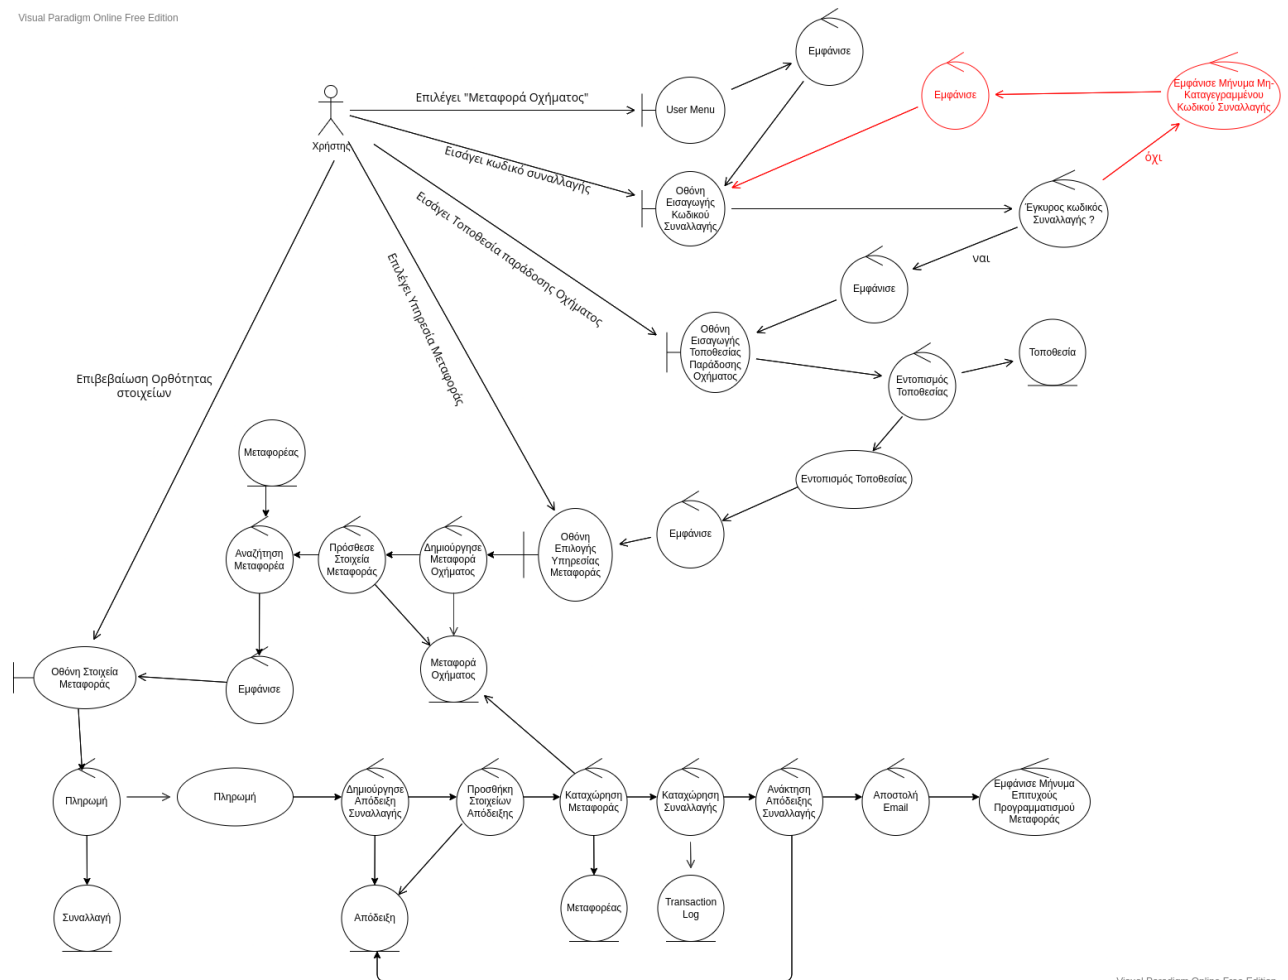 Visual Paradigm Online Free Edition
Εμφάνισε
Επιλέγει "Μεταφορά Οχήματος"
User Menu
Εμφάνισε
Εμφάνισε Μήνυμα Μη-
Καταγεγραμμένου
Κωδικού Συναλλαγής
Χρήστης
Εισάγει κωδικό συναλλαγής
όχι
Οθόνη
Εισαγωγής
Κωδικού
Συναλλαγής
Έγκυρος κωδικός
Συναλλαγής ?
Εισάγει Τοποθεσία παράδοσης Οχήματος
ναι
Εμφάνισε
Επιλέγει Υπηρεσία Μεταφοράς
Οθόνη
Εισαγωγής
Τοποθεσίας
Παράδοσης
Οχήματος
Τοποθεσία
Επιβεβαίωση Ορθότητας
στοιχείων
Εντοπισμός
Τοποθεσίας
Μεταφορέας
Εντοπισμός Τοποθεσίας
Αναζήτηση
Μεταφορέα
Πρόσθεσε
Στοιχεία
Μεταφοράς
Δημιούργησε
Μεταφορά
Οχήματος
Οθόνη
Επιλογής
Υπηρεσίας
Μεταφοράς
Εμφάνισε
Οθόνη Στοιχεία
Μεταφοράς
Εμφάνισε
Μεταφορά
Οχήματος
Πληρωμή
Πληρωμή
Δημιούργησε
Απόδειξη
Συναλλαγής
Προσθήκη
Στοιχείων
Απόδειξης
Καταχώρηση
Μεταφοράς
Καταχώρηση
Συναλλαγής
Ανάκτηση
Απόδειξης
Συναλλαγής
Αποστολή
Email
Εμφάνισε Μήνυμα
Επιτυχούς
Προγραμματισμού
Μεταφοράς
Συναλλαγή
Απόδειξη
Μεταφορέας
Transaction
Log
Visual Paradigm Online Free Edition